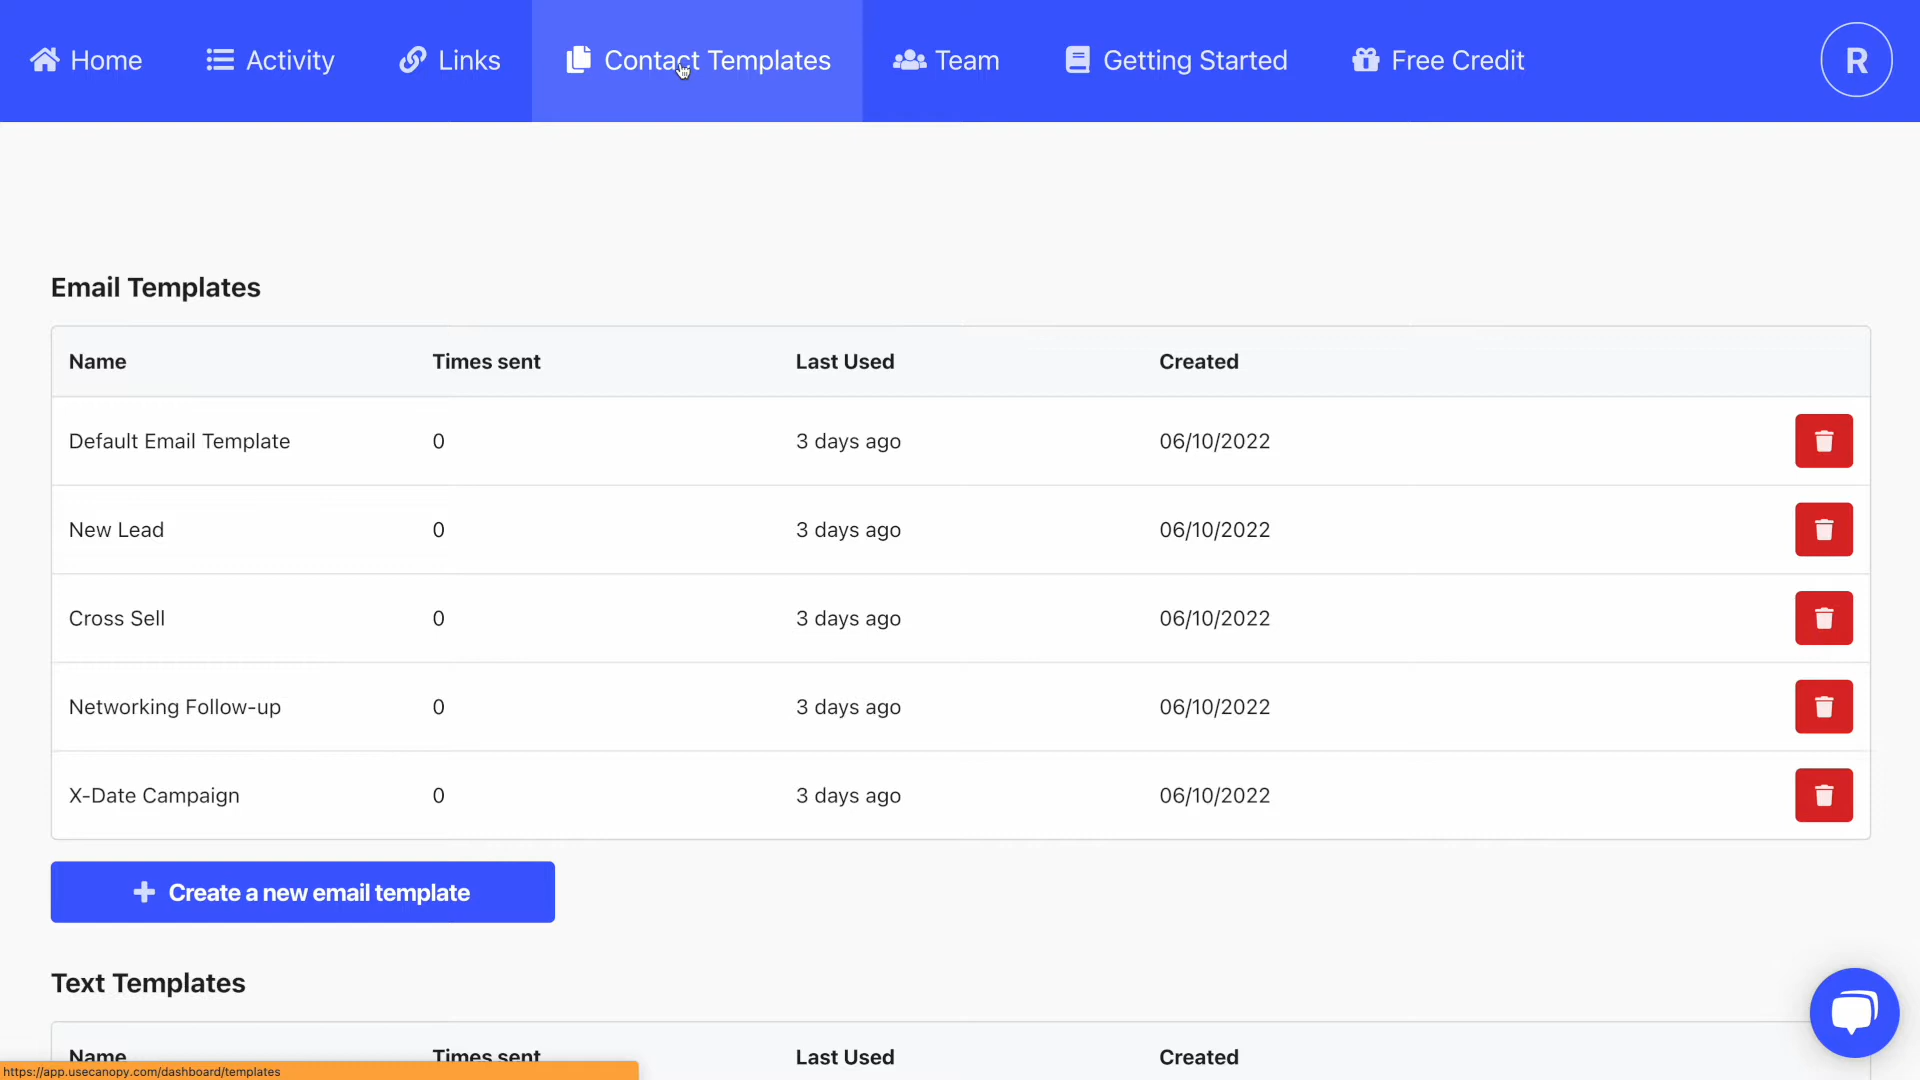 Home Activity Links Contact Templates Team Getting Started Free Credit R
Email Templates
Name Times sent Last Used Created
Default Email Template 0 3 days ago 06/10/2022
New Lead 0 3 days ago 06/10/2022
Cross Sell 0 3 days ago 06/10/2022
Networking Follow-up 0 3 days ago 06/10/2022
X-Date Campaign 0 3 days ago 06/10/2022
Create a new email template
Text Templates
Name Times sent Last Used Created
https://app.usecanopy.com/dashboard/templates